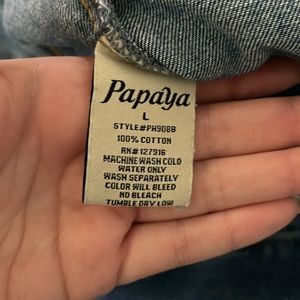 Papaya
L
STYLE#PH9088
100% COTTON
RN#127916
MACHINE WASH COLD
WATER ONLY
WASH SEPARATELY
COLOR WILL BLEED
NO BLEACH
TUMBLE DRY LOW